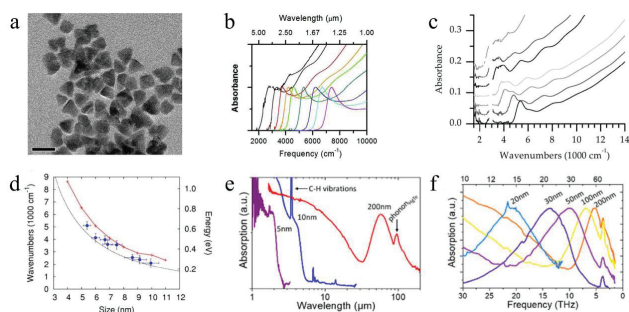 a
b
Wavelength (μm)
5.00 2.50 1.67 1.25 1.00
Absorbance
2000 4000 6000 8000 10000
Frequency (cm⁻¹)
c
Absorbance
0.3
0.2
0.1
0.0
2 4 6 8 10 12 14
Wavenumbers (1000 cm⁻¹)
d
Wavenumbers (1000 cm⁻¹)
9
8
7
6
5
4
3
2
1
0
3 4 5 6 7 8 9 10 11 12
Size (nm)
1.0
0.8
0.6
0.4
0.2
Energy (eV)
e
Absorption (a.u.)
C-H vibrations
200nm
phononHgTe
10nm
5nm
1 10 100
Wavelength (μm)
f
10 12 15 20 30 60
Absorption (a.u.)
20nm
30nm
50nm
100nm
200nm
30 25 20 15 10 5 1
Frequency (THz)